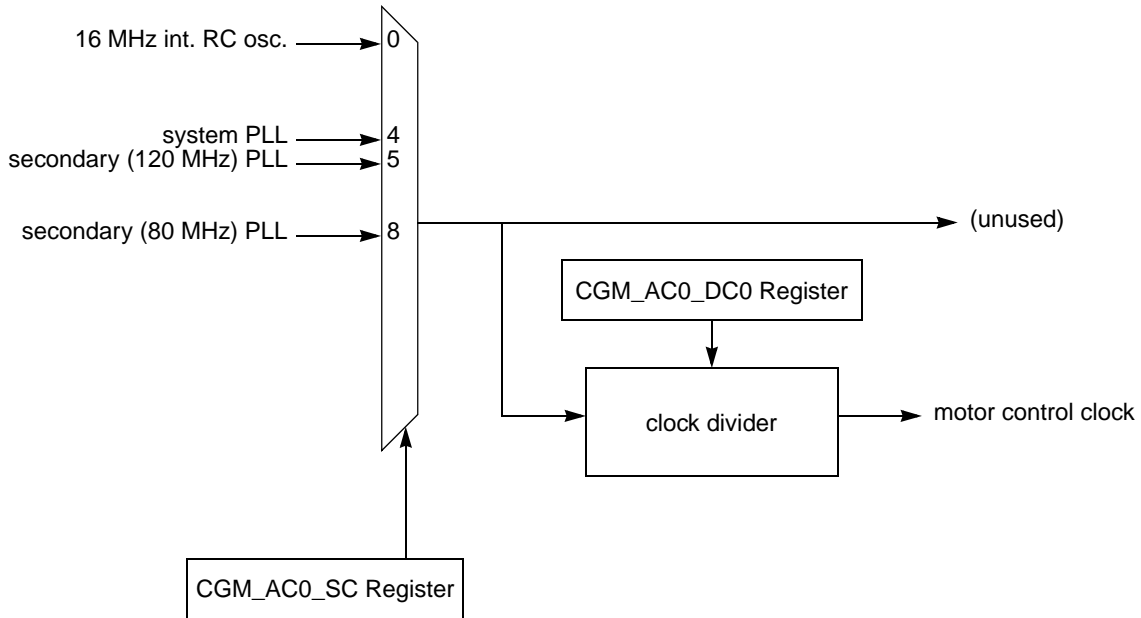 16 MHz int. RC osc.
0
system PLL
4
secondary (120 MHz) PLL
5
secondary (80 MHz) PLL
8
(unused)
CGM_AC0_DC0 Register
clock divider
motor control clock
CGM_AC0_SC Register